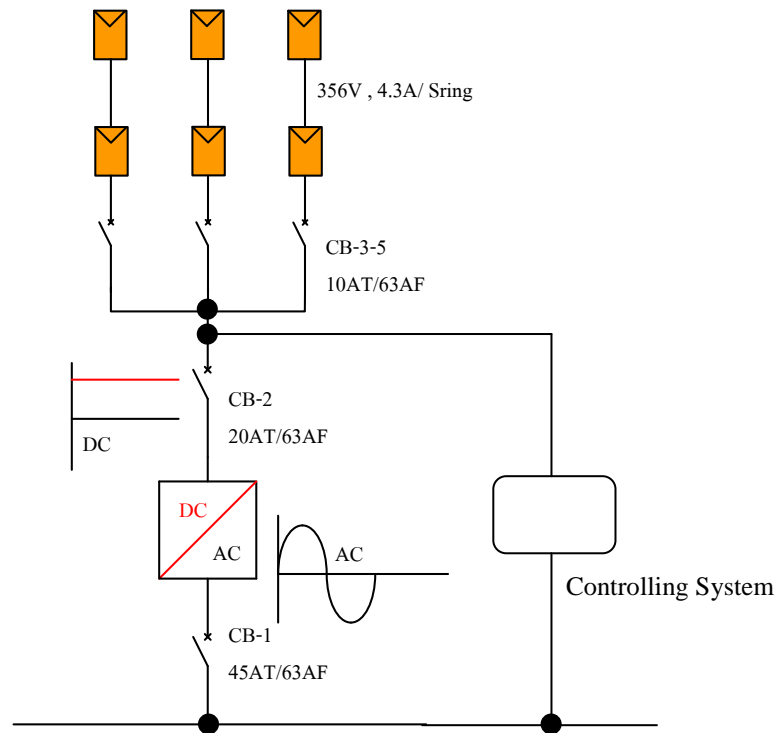 356V , 4.3A/ Sring
CB-3-5
10AT/63AF
CB-2
20AT/63AF
DC
DC
AC
AC
Controlling System
CB-1
45AT/63AF